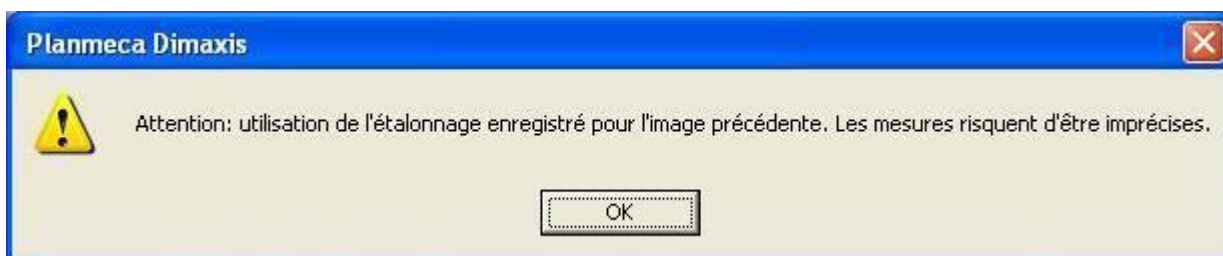 Planmeca Dimaxis
Attention: utilisation de l'étalonnage enregistré pour l'image précédente. Les mesures risquent d'être imprécises.
OK